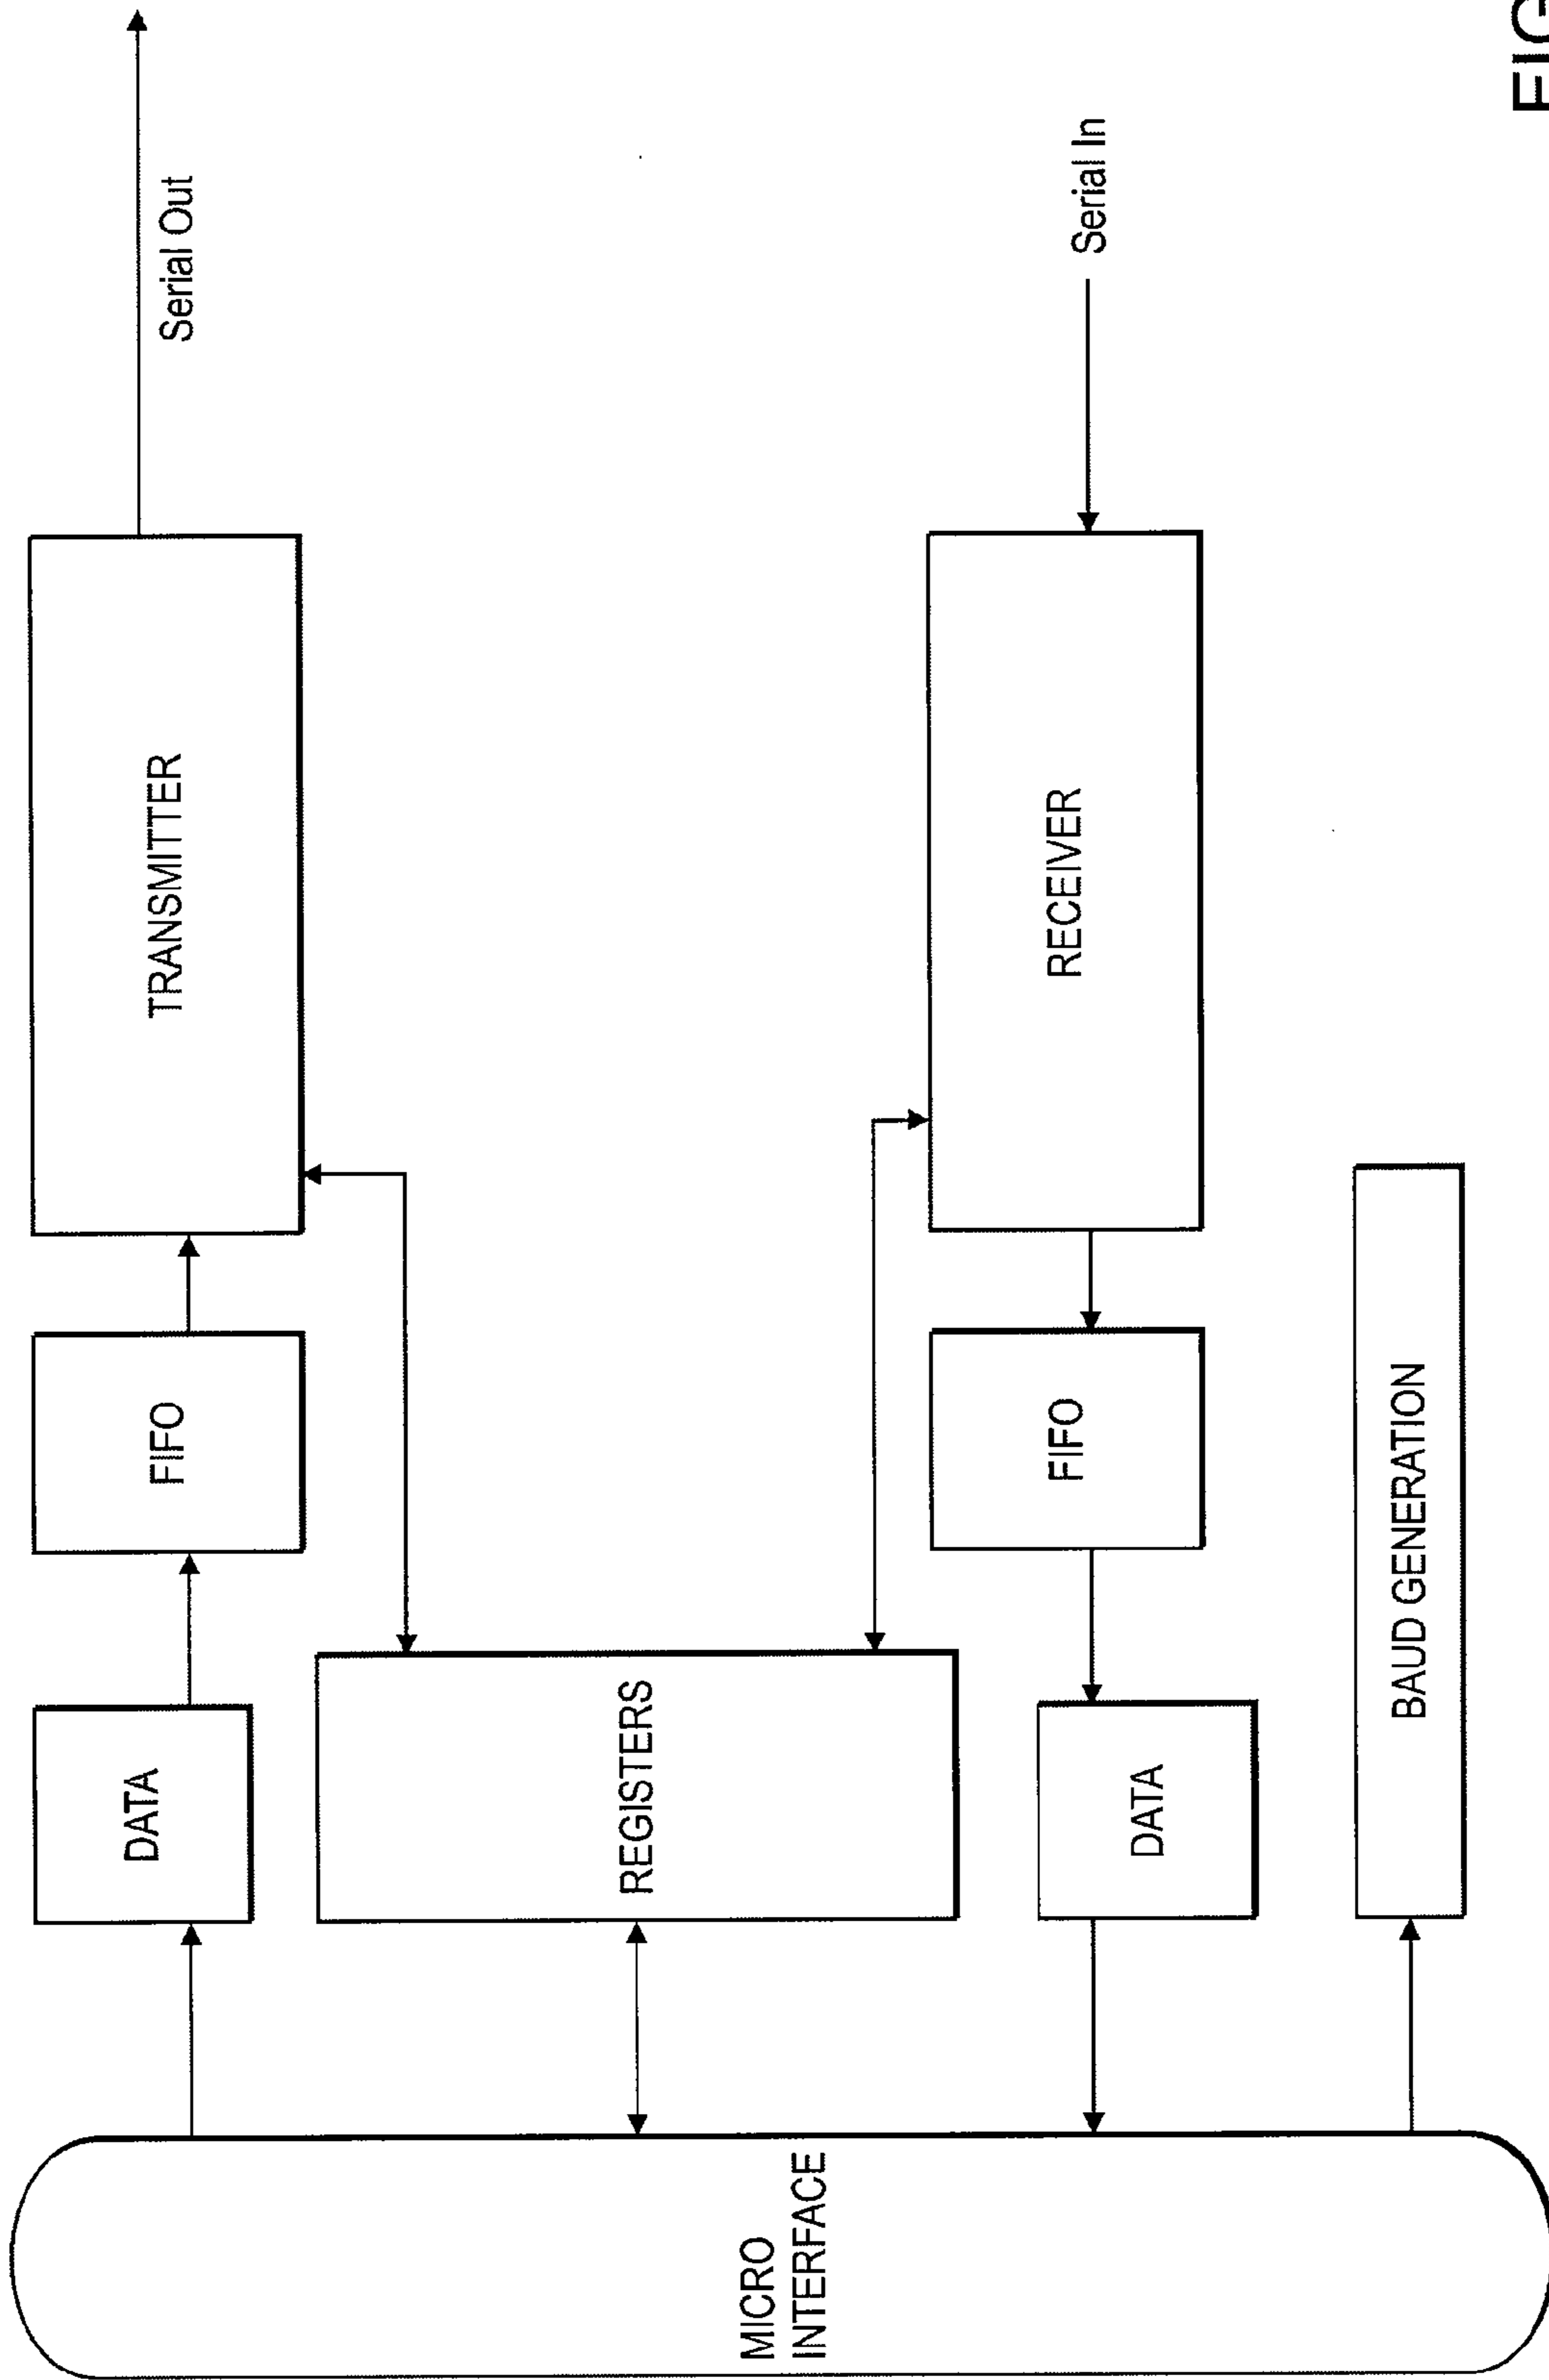 Serial Out
TRANSMITTER
FIFO
DATA
MICRO
INTERFACE
REGISTERS
Serial In
RECEIVER
FIFO
DATA
BAUD GENERATION